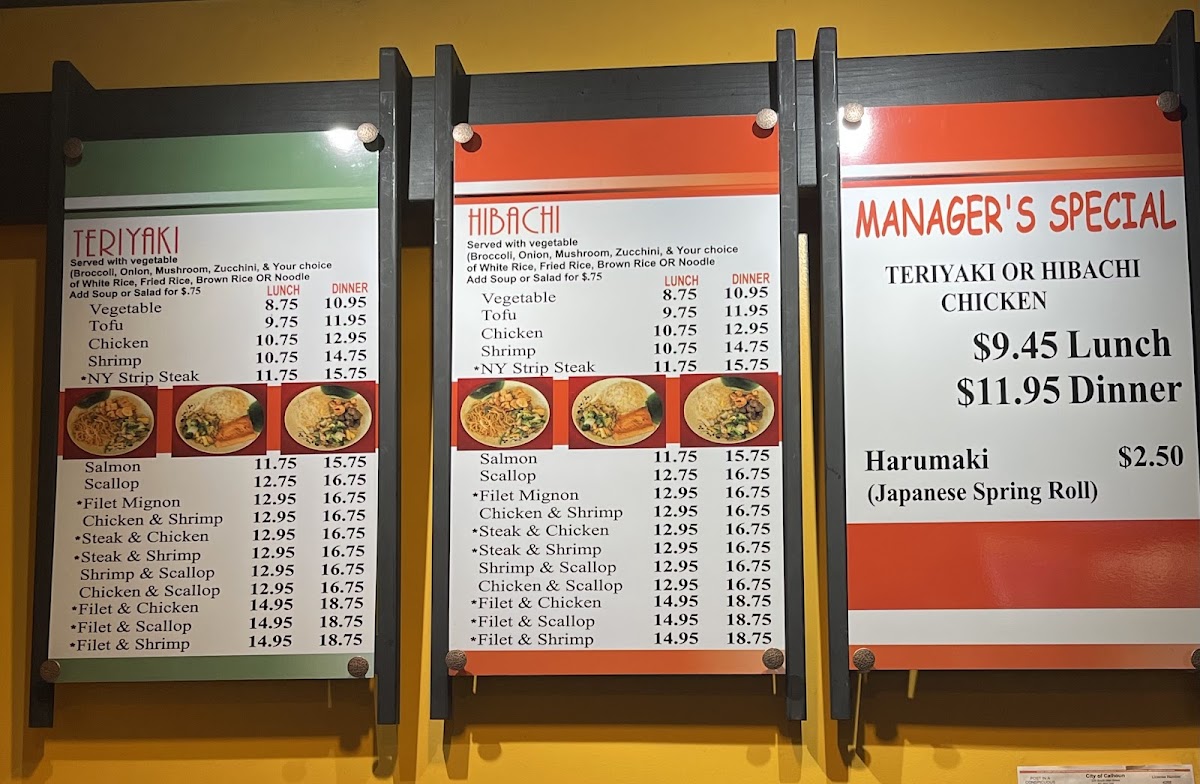 TERIYAKI
Served with vegetable
(Broccoli, Onion, Mushroom, Zucchini, & Your choice
of White Rice, Fried Rice, Brown Rice OR Noodle
Add Soup or Salad for $.75
LUNCH DINNER
Vegetable 8.75 10.95
Tofu 9.75 11.95
Chicken 10.75 12.95
Shrimp 10.75 14.75
*NY Strip Steak 11.75 15.75
Salmon 11.75 15.75
Scallop 12.75 16.75
*Filet Mignon 12.95 16.75
Chicken & Shrimp 12.95 16.75
*Steak & Chicken 12.95 16.75
*Steak & Shrimp 12.95 16.75
Shrimp & Scallop 12.95 16.75
Chicken & Scallop 12.95 16.75
*Filet & Chicken 14.95 18.75
*Filet & Scallop 14.95 18.75
*Filet & Shrimp 14.95 18.75
HIBACHI
Served with vegetable
(Broccoli, Onion, Mushroom, Zucchini, & Your choice
of White Rice, Fried Rice, Brown Rice OR Noodle
Add Soup or Salad for $.75
LUNCH DINNER
Vegetable 8.75 10.95
Tofu 9.75 11.95
Chicken 10.75 12.95
Shrimp 10.75 14.75
*NY Strip Steak 11.75 15.75
Salmon 11.75 15.75
Scallop 12.75 16.75
*Filet Mignon 12.95 16.75
Chicken & Shrimp 12.95 16.75
*Steak & Chicken 12.95 16.75
*Steak & Shrimp 12.95 16.75
Shrimp & Scallop 12.95 16.75
Chicken & Scallop 12.95 16.75
*Filet & Chicken 14.95 18.75
*Filet & Scallop 14.95 18.75
*Filet & Shrimp 14.95 18.75
MANAGER'S SPECIAL
TERIYAKI OR HIBACHI
CHICKEN
$9.45 Lunch
$11.95 Dinner
Harumaki $2.50
(Japanese Spring Roll)
City of Calhoun